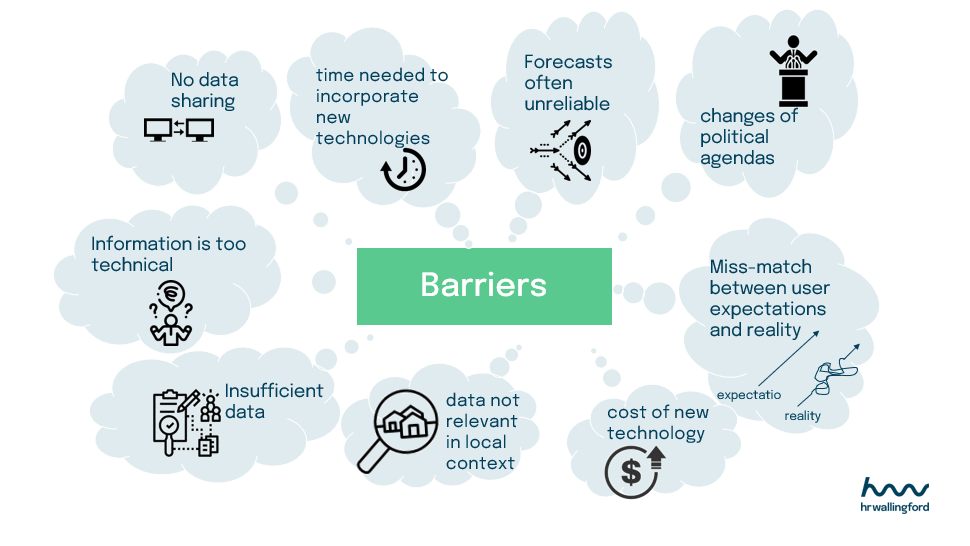 No data
sharing
time needed to
incorporate
new
technologies
Forecasts
often
unreliable
changes of
political
agendas
Information is too
technical
Barriers
Miss-match
between user
expectations
and reality
expectatio
reality
Insufficient
data
data not
relevant
in local
context
cost of new
technology
$
hr wallingford